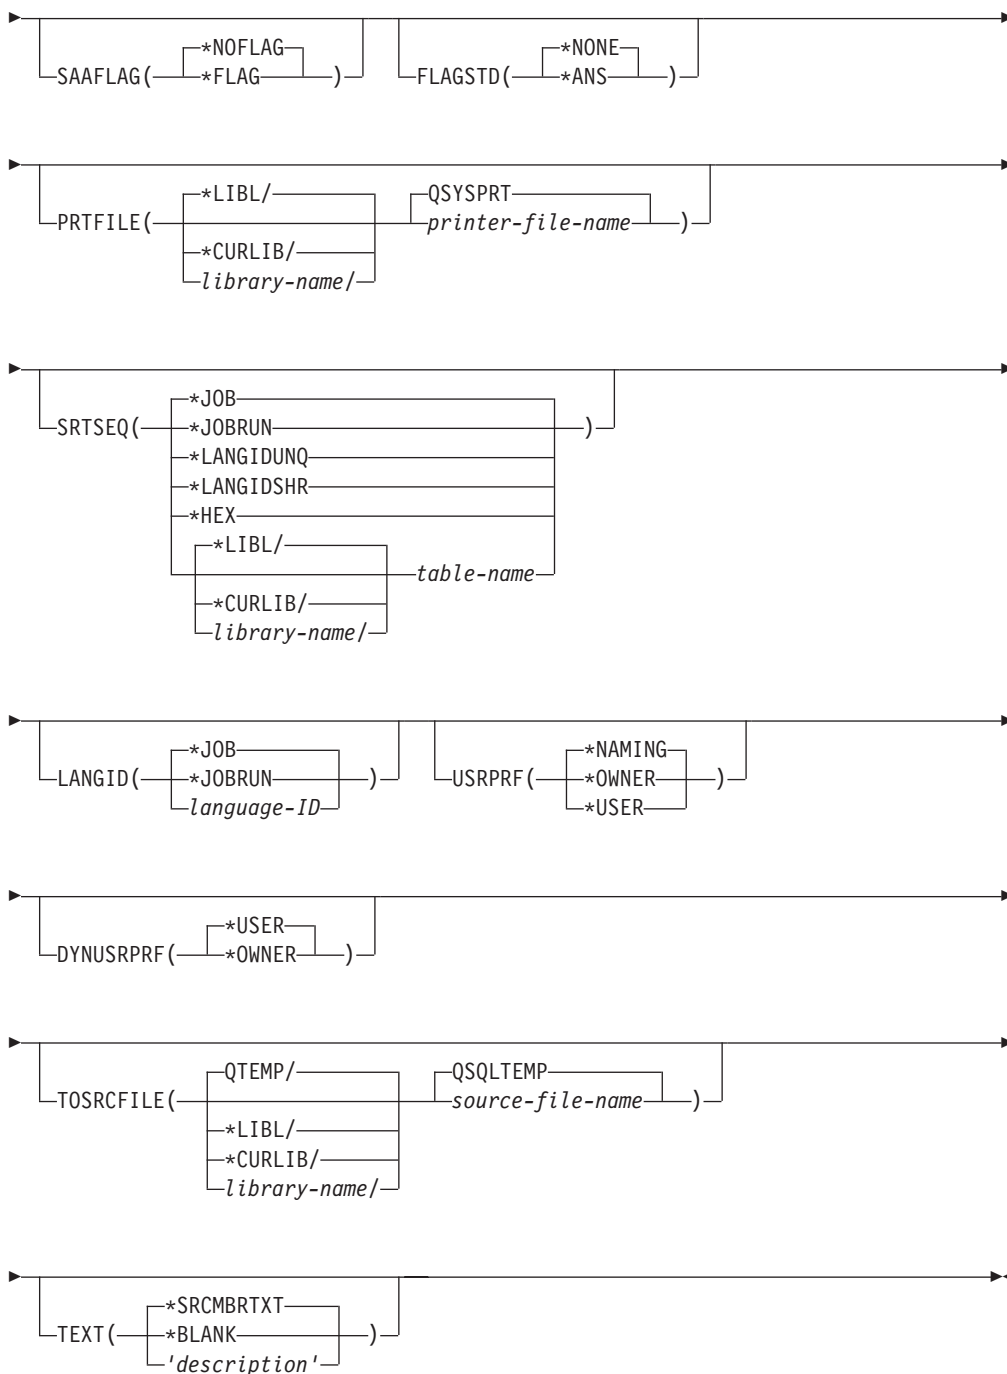 *NOFLAG *NONE
SAAFLAG( *FLAG ) FLAGSTD( *ANS )
*LIBL/ QSYSPRT
PRTFILE( printer-file-name )
*CURLIB/
library-name/
*JOB
SRTSEQ( *JOBRUN )
*LANGIDUNQ
*LANGIDSHR
*HEX
*LIBL/
table-name
*CURLIB/
library-name/
*JOB *NAMING
LANGID( *JOBRUN ) USRPRF( *OWNER )
language-ID *USER
*USER
DYNUSRPRF( *OWNER )
QTEMP/ QSQLTEMP
TOSRCFILE( source-file-name )
*LIBL/
*CURLIB/
library-name/
*SRCMBRTXT
TEXT( *BLANK )
'description'